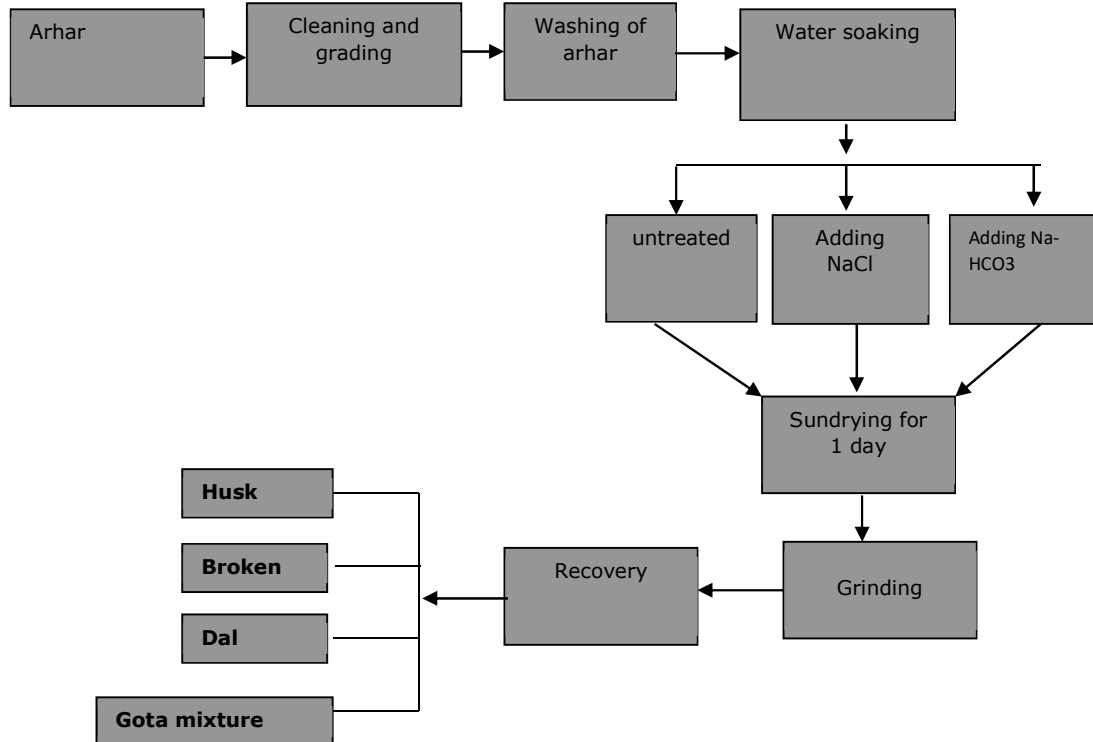 Arhar
Cleaning and
grading
Washing of
arhar
Water soaking
untreated
Adding
NaCl
Adding Na-
HCO3
Sundrying for
1 day
Grinding
Recovery
Husk
Broken
Dal
Gota mixture